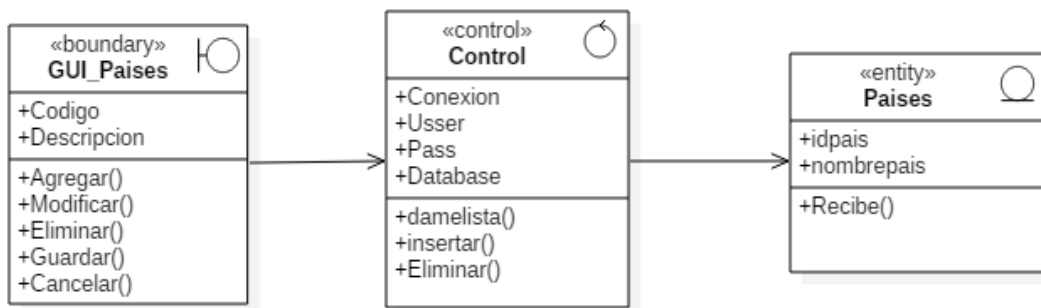 «boundary»
GUI_Paises
+Codigo
+Descripcion
+Agregar()
+Modificar()
+Eliminar()
+Guardar()
+Cancelar()
«control»
Control
+Conexion
+Usser
+Pass
+Database
+damelista()
+insertar()
+Eliminar()
«entity»
Paises
+idpais
+nombrepais
+Recibe()